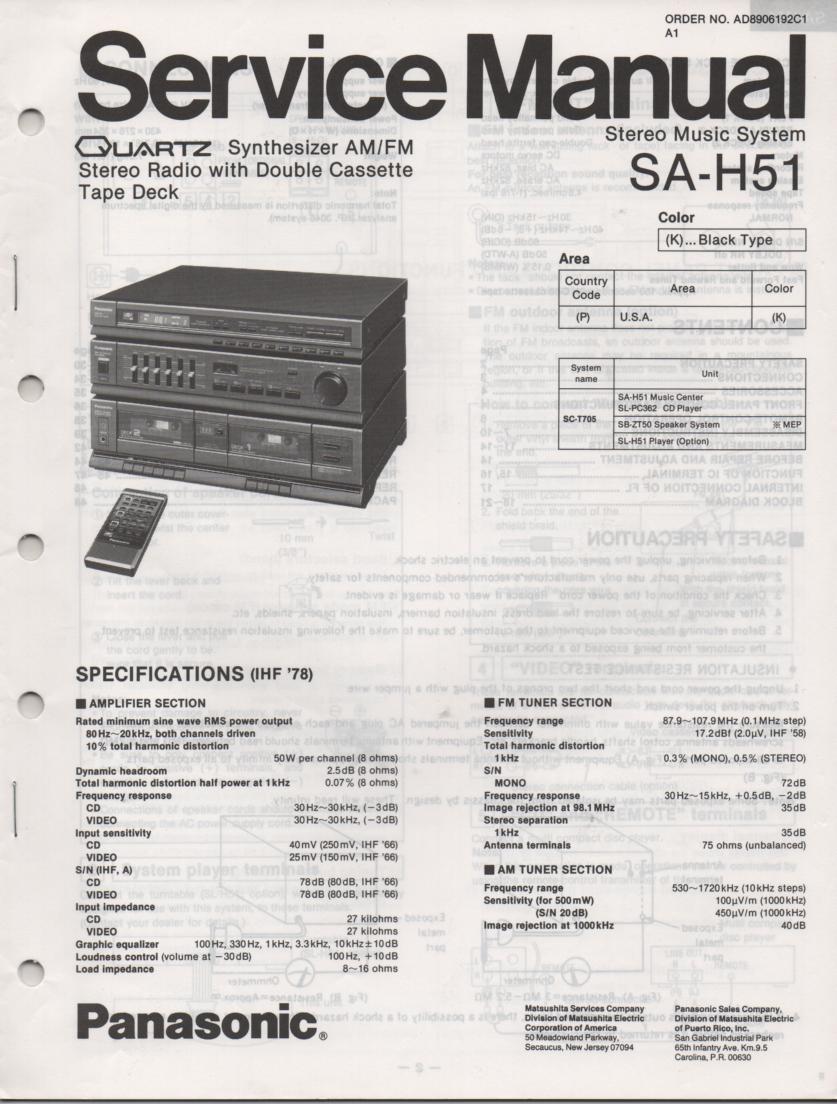 ORDER NO. AD8906192C1
A1
Service Manual
Stereo Music System
SA-H51
QUARTZ Synthesizer AM/FM
Stereo Radio with Double Cassette
Tape Deck
Color
(K)...Black Type
Area
Country Code Area Color
(P) U.S.A. (K)
System name Unit
SC-T705
SA-H51 Music Center
SL-PC362 CD Player
SB-ZT50 Speaker System ※ MEP
SL-H51 Player (Option)
SPECIFICATIONS (IHF '78)
■ AMPLIFIER SECTION
Rated minimum sine wave RMS power output
80Hz~20kHz, both channels driven
10% total harmonic distortion
50W per channel (8 ohms)
Dynamic headroom 2.5dB (8 ohms)
Total harmonic distortion half power at 1kHz 0.07% (8 ohms)
Frequency response
CD 30Hz~30kHz, (−3dB)
VIDEO 30Hz~30kHz, (−3dB)
Input sensitivity
CD 40mV (250mV, IHF '66)
VIDEO 25mV (150mV, IHF '66)
S/N (IHF, A)
CD 78dB (80dB, IHF '66)
VIDEO 78dB (80dB, IHF '66)
Input impedance
CD 27 kilohms
VIDEO 27 kilohms
Graphic equalizer 100Hz, 330Hz, 1kHz, 3.3kHz, 10kHz±10dB
Loudness control (volume at −30dB) 100Hz, +10dB
Load impedance 8~16 ohms
■ FM TUNER SECTION
Frequency range 87.9~107.9MHz (0.1MHz step)
Sensitivity 17.2dBf (2.0μV, IHF '58)
Total harmonic distortion
1kHz 0.3% (MONO), 0.5% (STEREO)
S/N
MONO 72dB
Frequency response 30Hz~15kHz, +0.5dB, −2dB
Image rejection at 98.1MHz 35dB
Stereo separation
1kHz 35dB
Antenna terminals 75 ohms (unbalanced)
■ AM TUNER SECTION
Frequency range 530~1720kHz (10kHz steps)
Sensitivity (for 500mW) 100μV/m (1000kHz)
(S/N 20dB) 450μV/m (1000kHz)
Image rejection at 1000kHz 40dB
Panasonic®
Matsushita Services Company
Division of Matsushita Electric
Corporation of America
50 Meadowland Parkway,
Secaucus, New Jersey 07094
Panasonic Sales Company,
Division of Matsushita Electric
of Puerto Rico, Inc.
San Gabriel Industrial Park
65th Infantry Ave. Km.9.5
Carolina, P.R. 00630